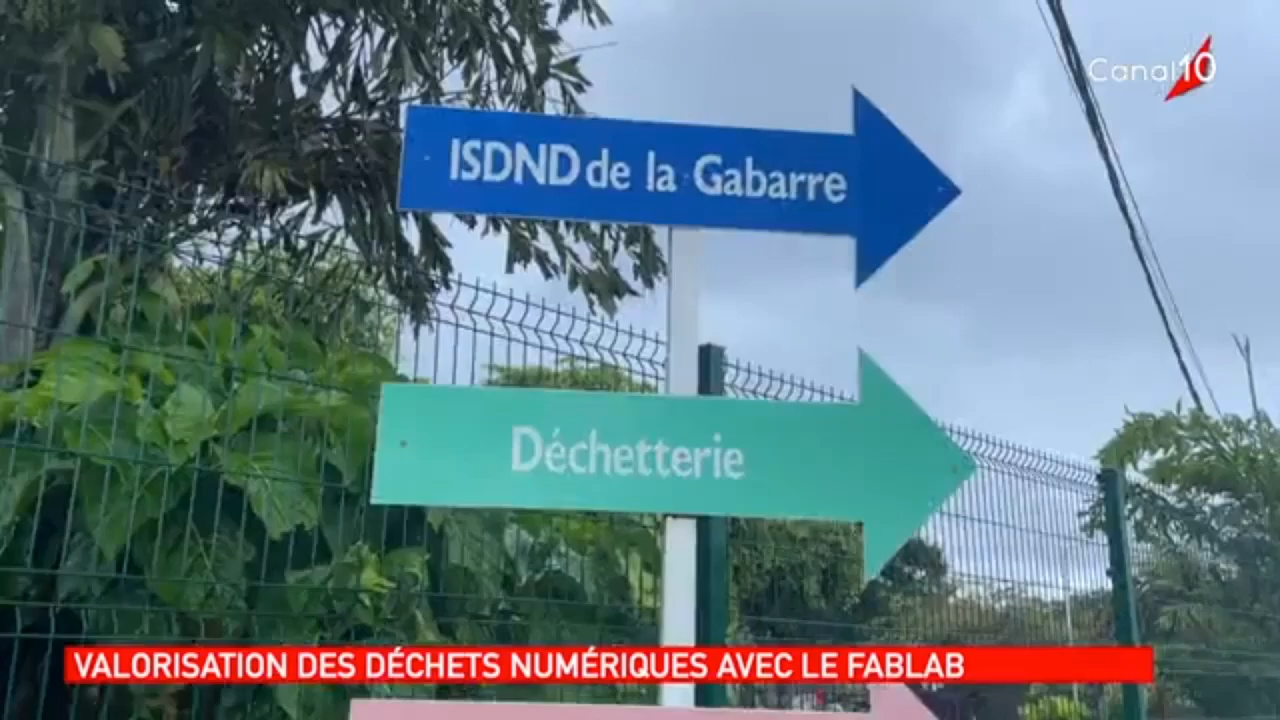 Canal10
ISDND de la Gabarre
Déchetterie
VALORISATION DES DÉCHETS NUMÉRIQUES AVEC LE FABLAB